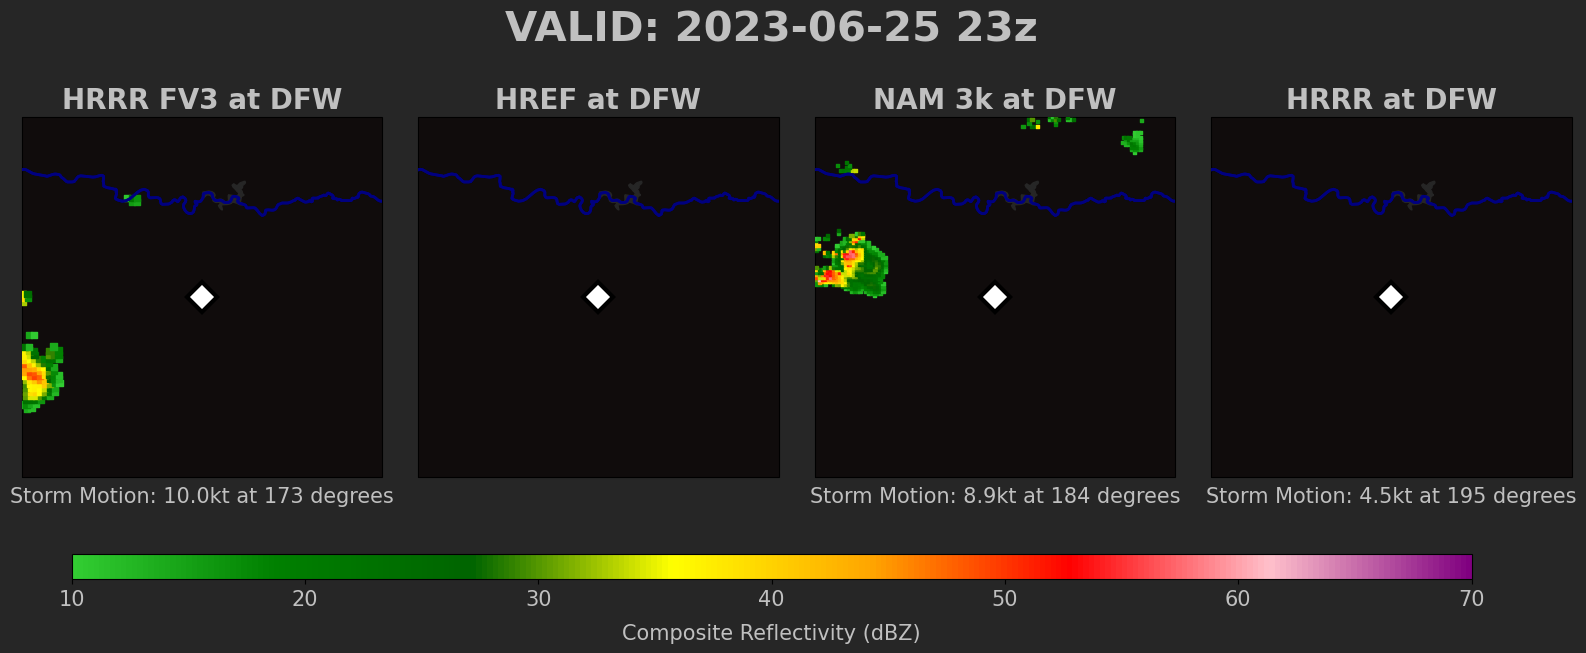 VALID: 2023-06-25 23z
HRRR FV3 at DFW
HREF at DFW
NAM 3k at DFW
HRRR at DFW
Storm Motion: 10.0kt at 173 degrees
Storm Motion: 8.9kt at 184 degrees
Storm Motion: 4.5kt at 195 degrees
10 20 30 40 50 60 70
Composite Reflectivity (dBZ)